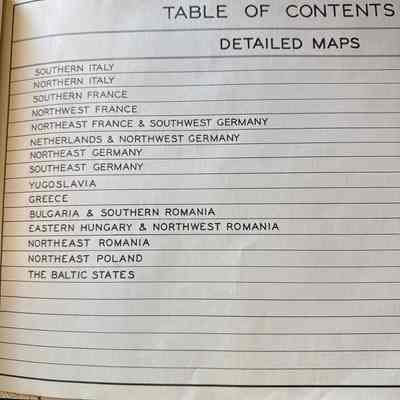 TABLE OF CONTENTS
DETAILED MAPS
SOUTHERN ITALY
NORTHERN ITALY
SOUTHERN FRANCE
NORTHWEST FRANCE
NORTHEAST FRANCE & SOUTHWEST GERMANY
NETHERLANDS & NORTHWEST GERMANY
NORTHEAST GERMANY
SOUTHEAST GERMANY
YUGOSLAVIA
GREECE
BULGARIA & SOUTHERN ROMANIA
EASTERN HUNGARY & NORTHWEST ROMANIA
NORTHEAST ROMANIA
NORTHEAST POLAND
THE BALTIC STATES